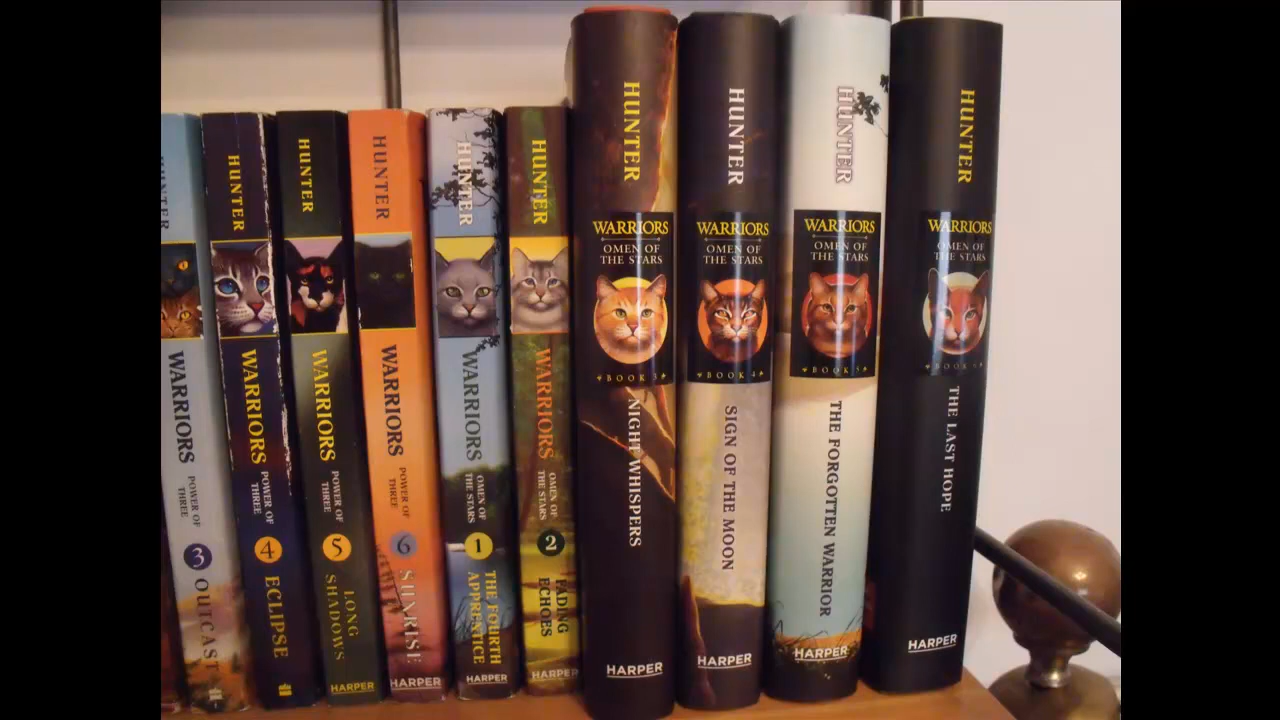 HUNTER
WARRIORS
POWER OF
THREE
3
OUTCAST
HUNTER
WARRIORS
POWER OF
THREE
4
ECLIPSE
HUNTER
WARRIORS
POWER OF
THREE
5
LONG
SHADOWS
HARPER
HUNTER
WARRIORS
POWER OF
THREE
6
SUNRISE
HARPER
HUNTER
WARRIORS
OMEN OF
THE STARS
1
THE FOURTH
APPRENTICE
HARPER
HUNTER
WARRIORS
OMEN OF
THE STARS
2
FADING
ECHOES
HARPER
HUNTER
WARRIORS
OMEN OF
THE STARS
BOOK 3
NIGHT WHISPERS
HARPER
HUNTER
WARRIORS
OMEN OF
THE STARS
BOOK 4
SIGN OF THE MOON
HARPER
HUNTER
WARRIORS
OMEN OF
THE STARS
BOOK 5
THE FORGOTTEN WARRIOR
HARPER
HUNTER
WARRIORS
OMEN OF
THE STARS
BOOK 6
THE LAST HOPE
HARPER